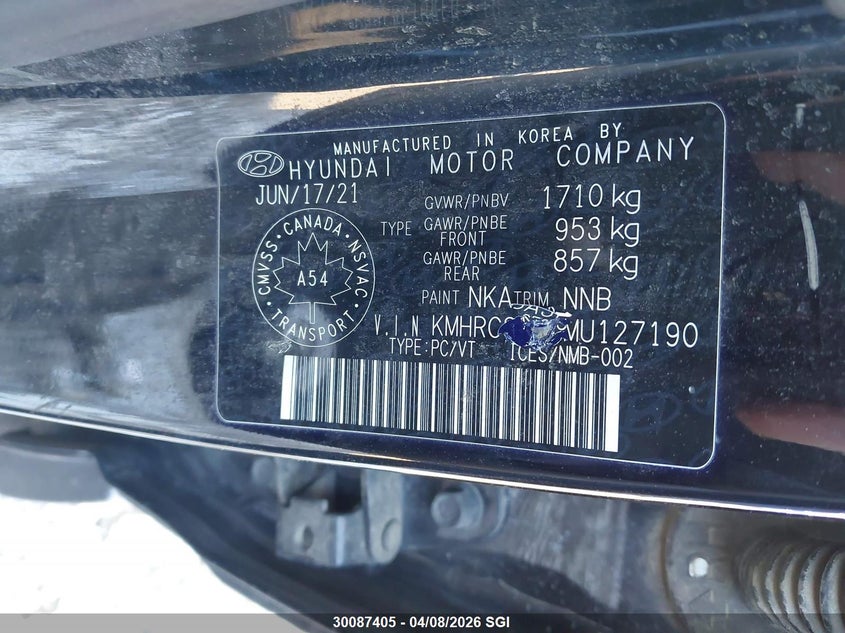 MANUFACTURED IN KOREA BY
HYUNDAI MOTOR COMPANY
JUN/17/21
GVWR/PNBV 1710 kg
TYPE GAWR/PNBE FRONT 953 kg
GAWR/PNBE REAR 857 kg
CMVSS • CANADA • NSVAC • TRANSPORT •
A54
PAINT NKA TRIM NNB
V.I.N KMHRC MU127190
TYPE:PC/VT ICES/NMB-002
30087405 - 04/08/2026 SGI